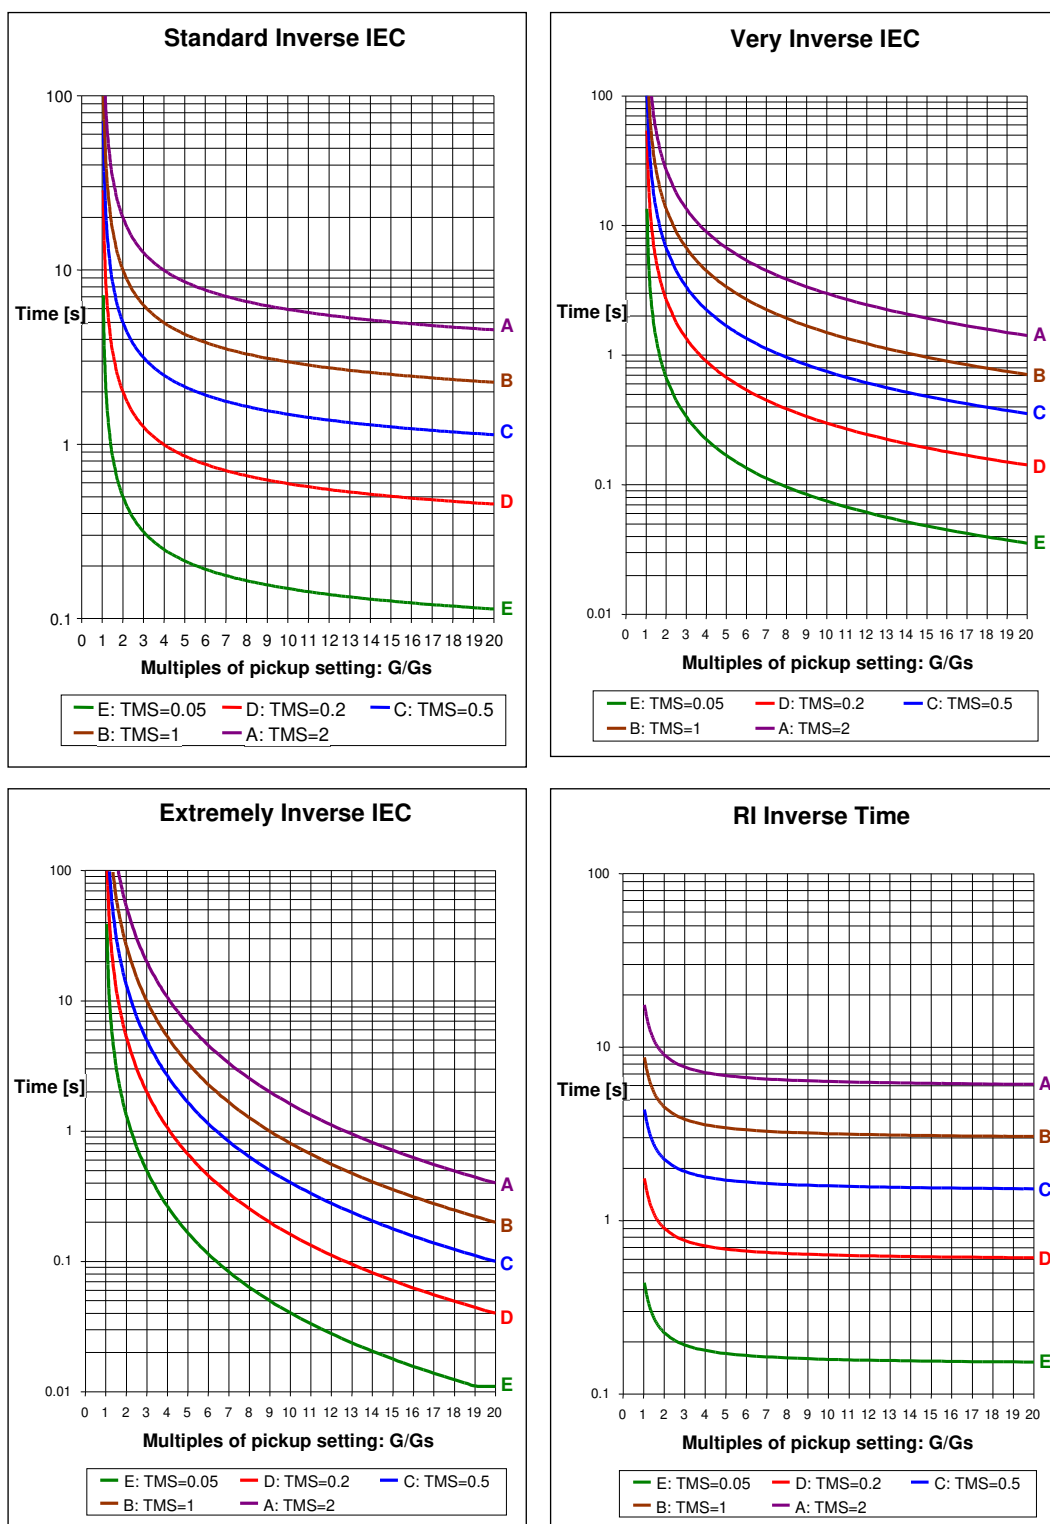 Standard Inverse IEC
100
10
1
0.1
Time [s]
A
B
C
D
E
0 1 2 3 4 5 6 7 8 9 10 11 12 13 14 15 16 17 18 19 20
Multiples of pickup setting: G/Gs
E: TMS=0.05 D: TMS=0.2 C: TMS=0.5
B: TMS=1 A: TMS=2
Very Inverse IEC
100
10
1
0.1
0.01
Time [s]
A
B
C
D
E
0 1 2 3 4 5 6 7 8 9 10 11 12 13 14 15 16 17 18 19 20
Multiples of pickup setting: G/Gs
E: TMS=0.05 D: TMS=0.2 C: TMS=0.5
B: TMS=1 A: TMS=2
Extremely Inverse IEC
100
10
1
0.1
0.01
Time [s]
A
B
C
D
E
0 1 2 3 4 5 6 7 8 9 10 11 12 13 14 15 16 17 18 19 20
Multiples of pickup setting: G/Gs
E: TMS=0.05 D: TMS=0.2 C: TMS=0.5
B: TMS=1 A: TMS=2
RI Inverse Time
100
10
1
0.1
Time [s]
A
B
C
D
E
0 1 2 3 4 5 6 7 8 9 10 11 12 13 14 15 16 17 18 19 20
Multiples of pickup setting: G/Gs
E: TMS=0.05 D: TMS=0.2 C: TMS=0.5
B: TMS=1 A: TMS=2